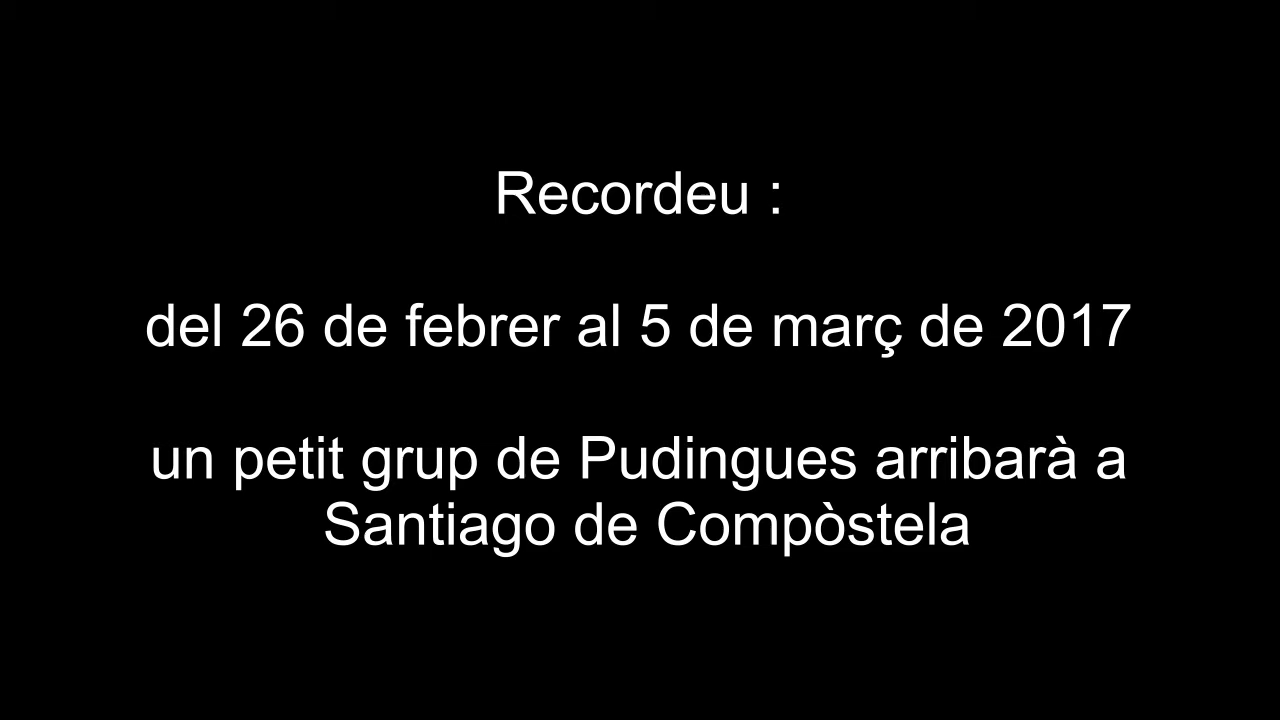 Recordeu :
del 26 de febrer al 5 de març de 2017
un petit grup de Pudingues arribarà a
Santiago de Compòstela